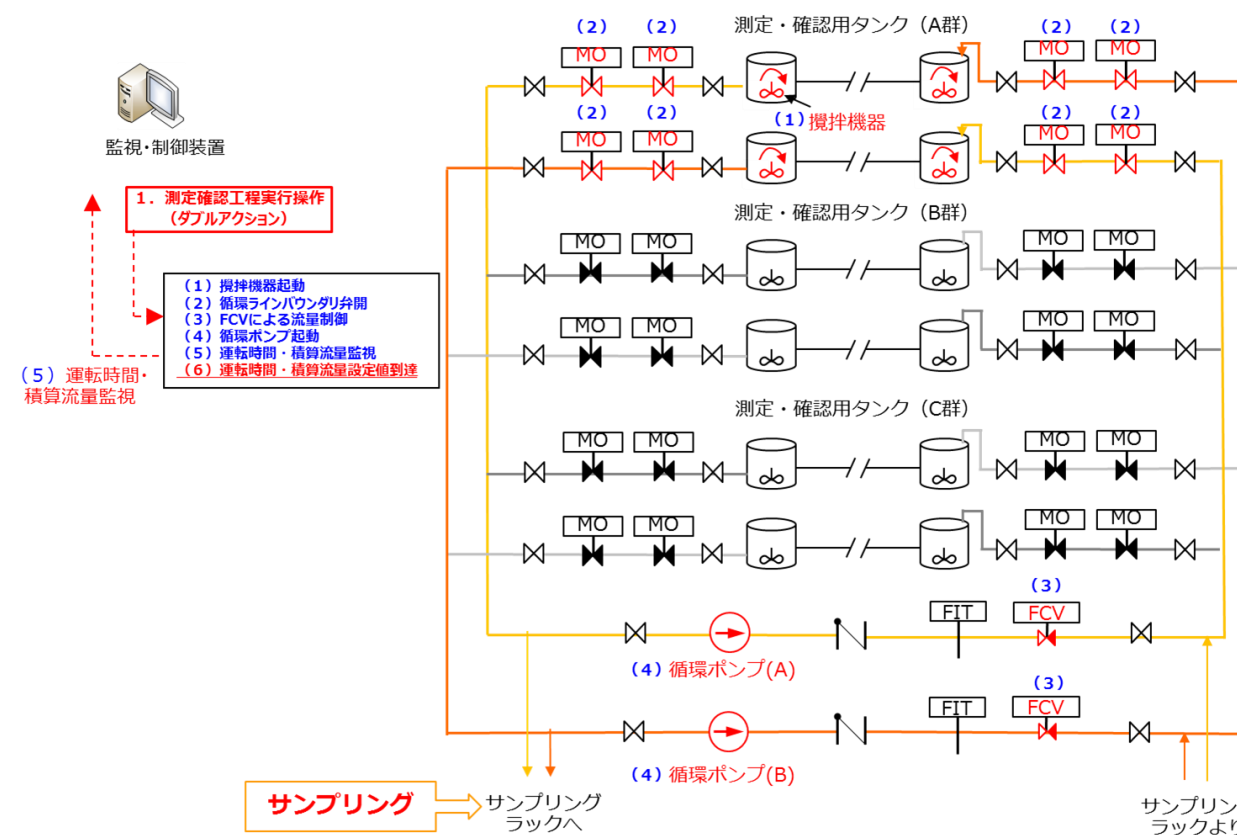 (2) (2) 測定・確認用タンク (A群) (2) (2)
MO MO MO MO
(1) 攪拌機器
(2) (2) (2) (2)
MO MO MO MO
監視・制御装置
1. 測定確認工程実行操作
(ダブルアクション)
測定・確認用タンク (B群)
MO MO MO MO
(1) 攪拌機器起動
(2) 循環ラインバウンダリ弁開
(3) FCVによる流量制御
(4) 循環ポンプ起動
(5) 運転時間・積算流量監視
(6) 運転時間・積算流量設定値到達
MO MO MO MO
(5) 運転時間・
積算流量監視
測定・確認用タンク (C群)
MO MO MO MO
MO MO MO MO
(3)
FIT FCV
(4) 循環ポンプ(A)
(3)
FIT FCV
(4) 循環ポンプ(B)
サンプリング
サンプリング
ラックへ
サンプリン
ラックよ